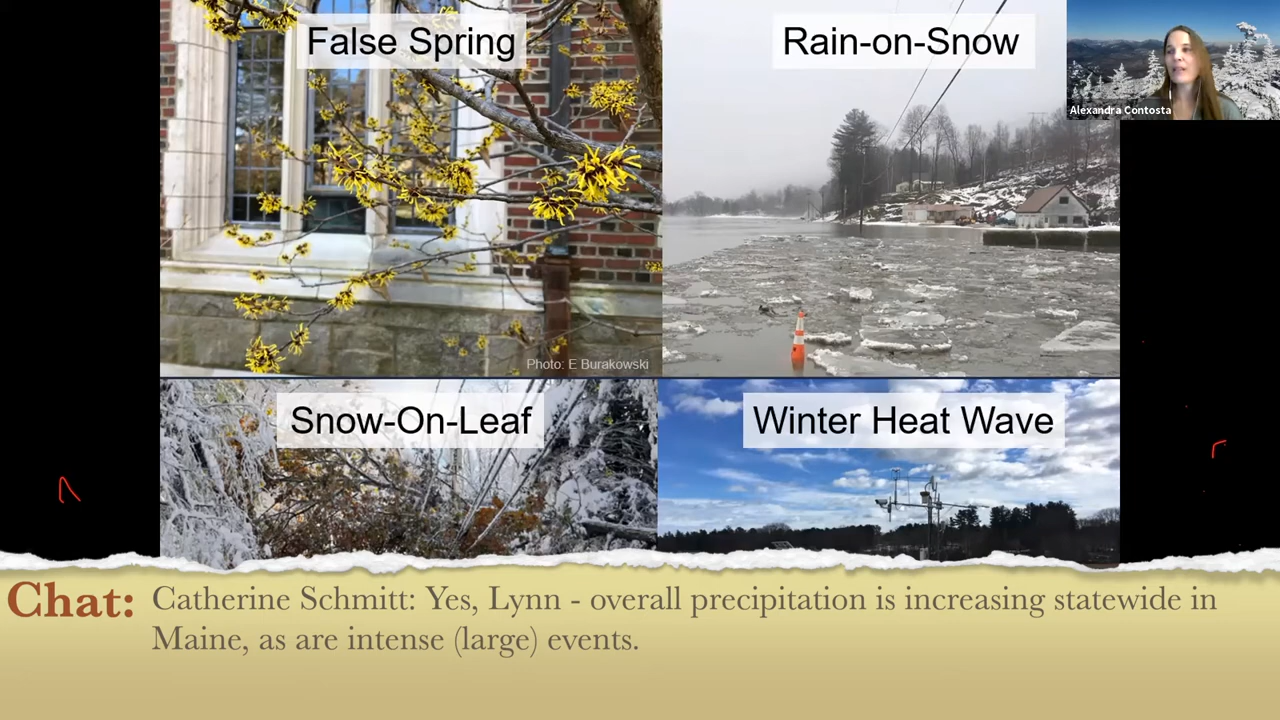 False Spring
Rain-on-Snow
Alexandra Contosta
Photo: E Burakowski
Snow-On-Leaf
Winter Heat Wave
Chat: Catherine Schmitt: Yes, Lynn - overall precipitation is increasing statewide in
Maine, as are intense (large) events.